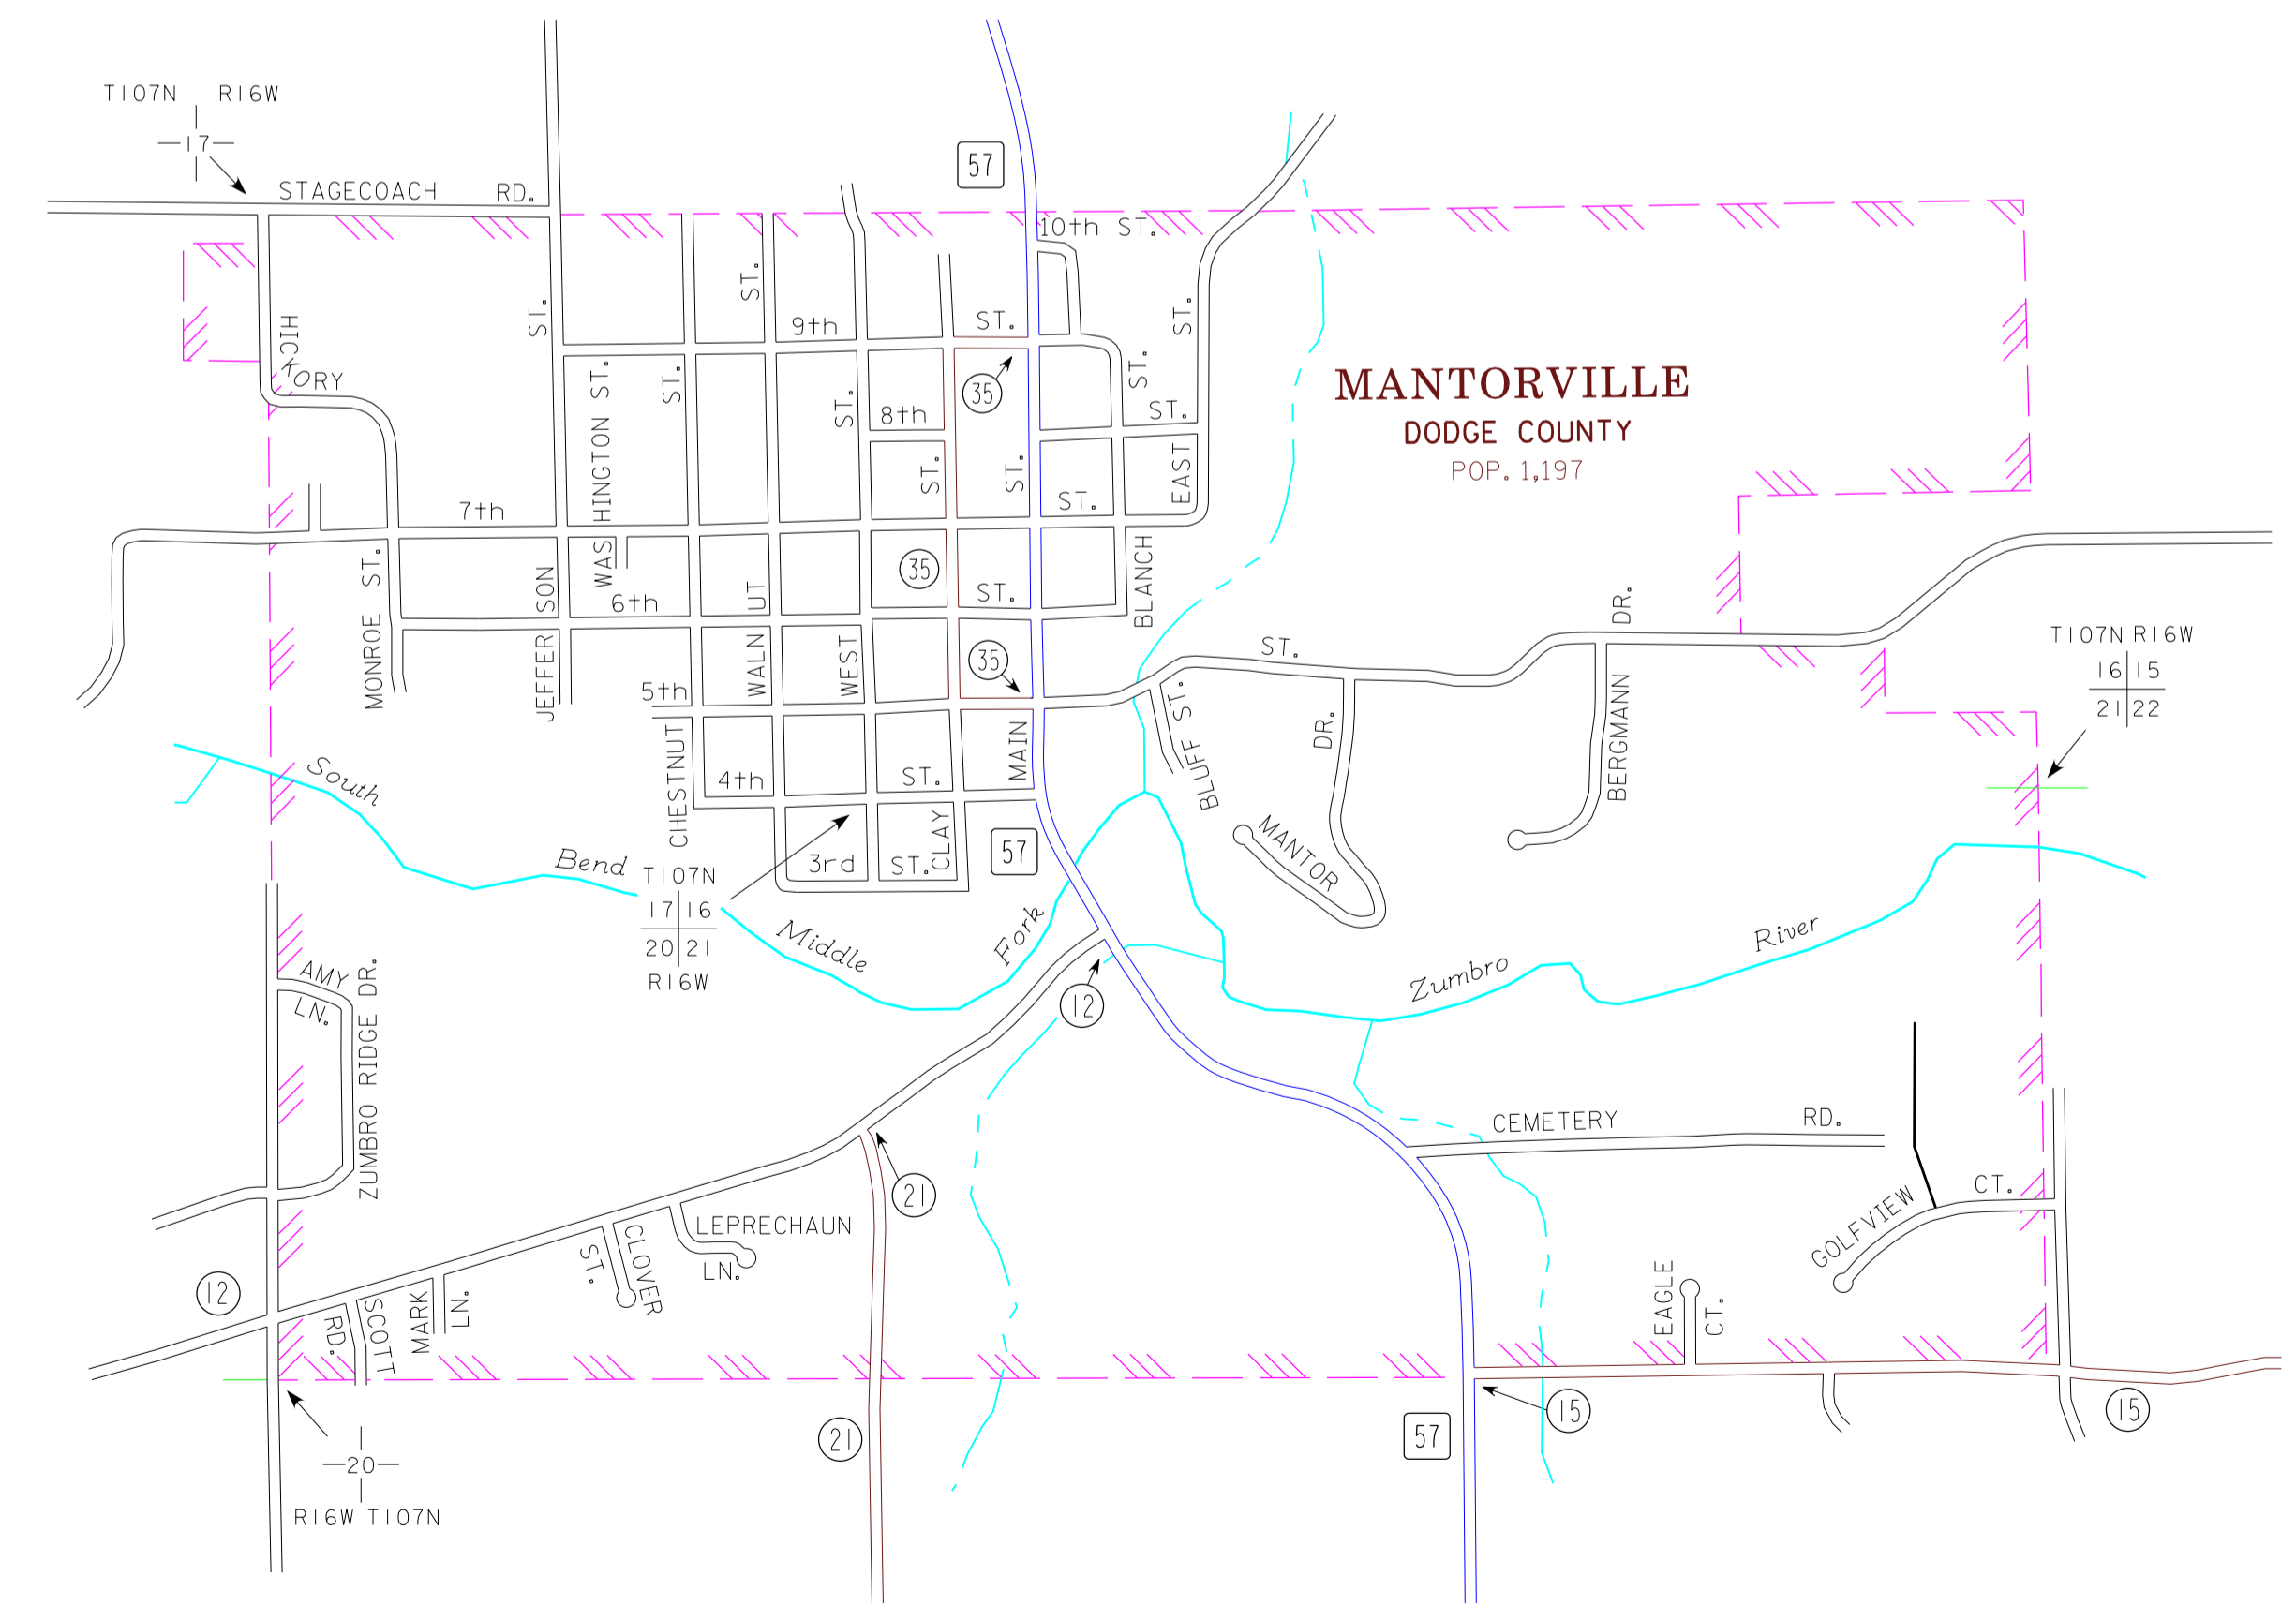 T107N R16W
17
STAGECOACH RD.
57
10th ST.
HICKORY
ST.
ST.
9th ST.
ST.
35
MANTORVILLE
DODGE COUNTY
POP. 1,197
WASHINGTON ST.
ST.
ST.
8th ST.
ST.
ST.
ST.
EAST
7th ST.
MONROE ST.
JEFFERSON
35
BLANCH
6th ST.
WALNUT
WEST
35
5th ST.
DR.
BERGMANN
T107N R16W
16 15
21 22
BLUFF ST.
DR.
MANTOR
CHESTNUT
MAIN
4th ST.
CLAY
57
3rd ST.
South Bend Middle Fork Zumbro River
T107N
17 16
20 21
R16W
AMY
LN.
ZUMBRO RIDGE DR.
12
CEMETERY RD.
21
GOLFVIEW CT.
LEPRECHAUN
LN.
CLOVER
ST.
12
MARK
LN.
SCOTT
RD.
EAGLE
CT.
21
57
15
15
20
R16W T107N